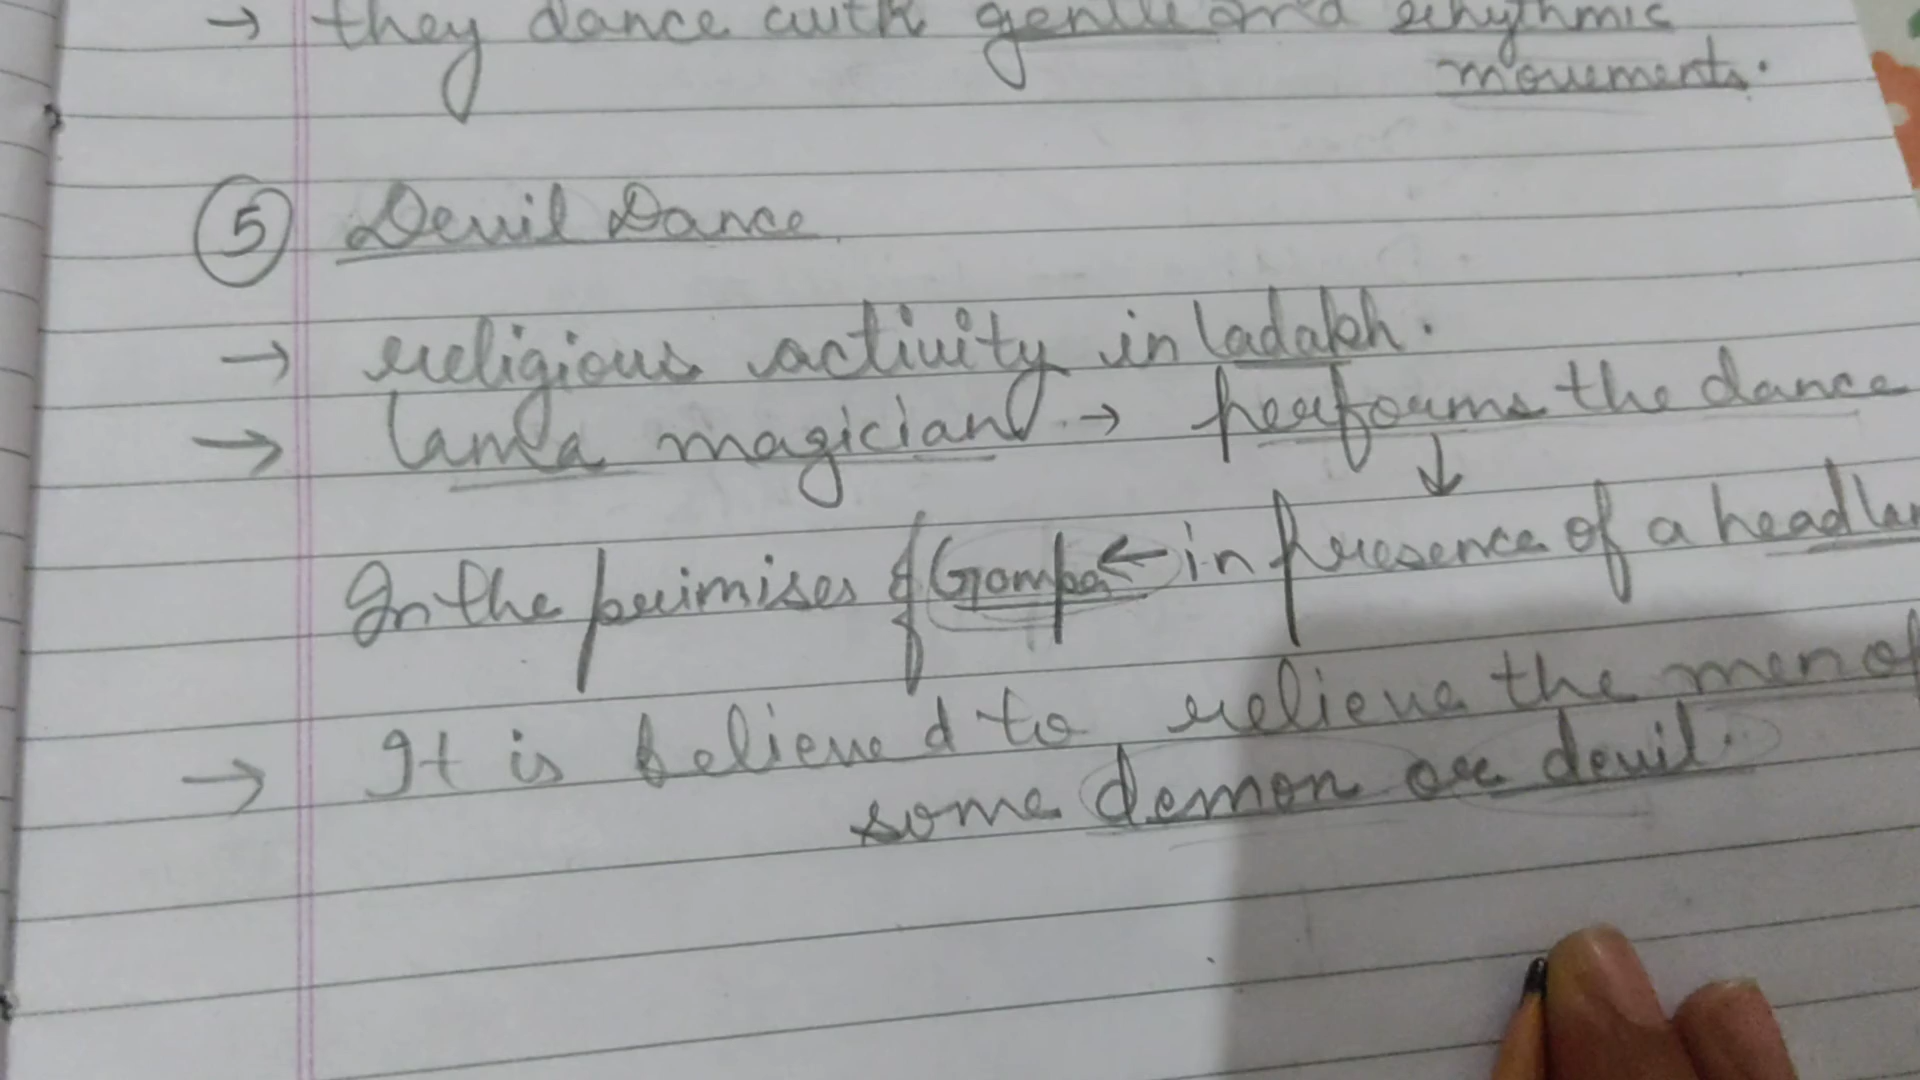 → they dance with gentle and rhythmic
movements.
⑤ Devil Dance
→ religious activity in ladakh.
→ lama magician → performs the dance
↓
In the primises of Gompa ← in presence of a head
→ It is believed to relieve the men of
some demon or devil.